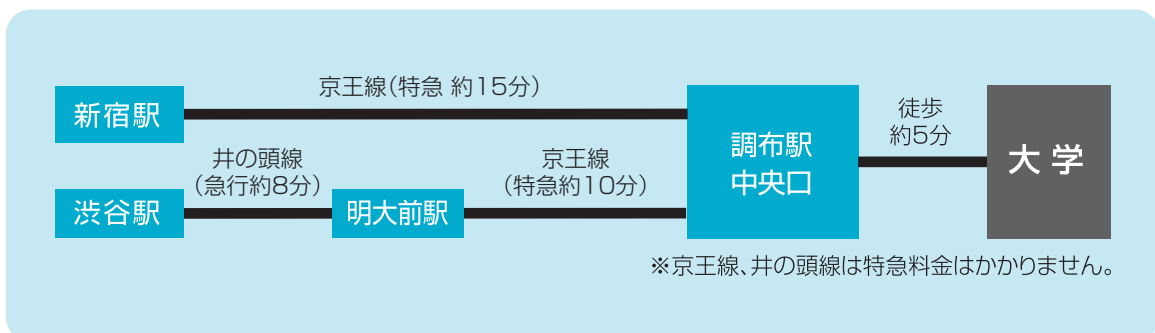 京王線(特急 約15分)
新宿駅
井の頭線
(急行約8分)
京王線
(特急約10分)
渋谷駅
明大前駅
調布駅
中央口
徒歩
約5分
大学
※京王線、井の頭線は特急料金はかかりません。